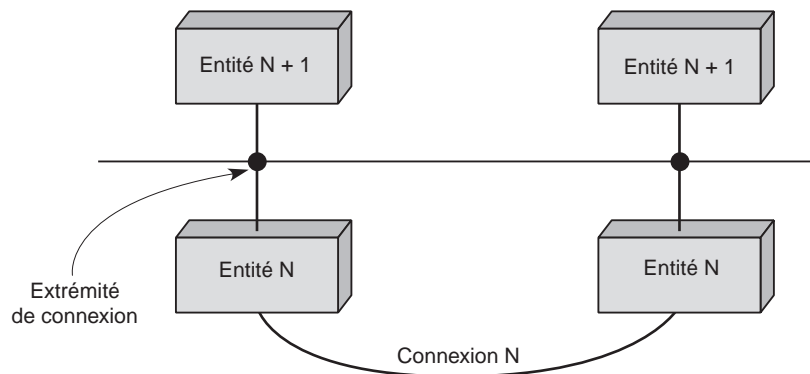 Entité N + 1
Entité N + 1
Entité N
Entité N
Extrémité
de connexion
Connexion N